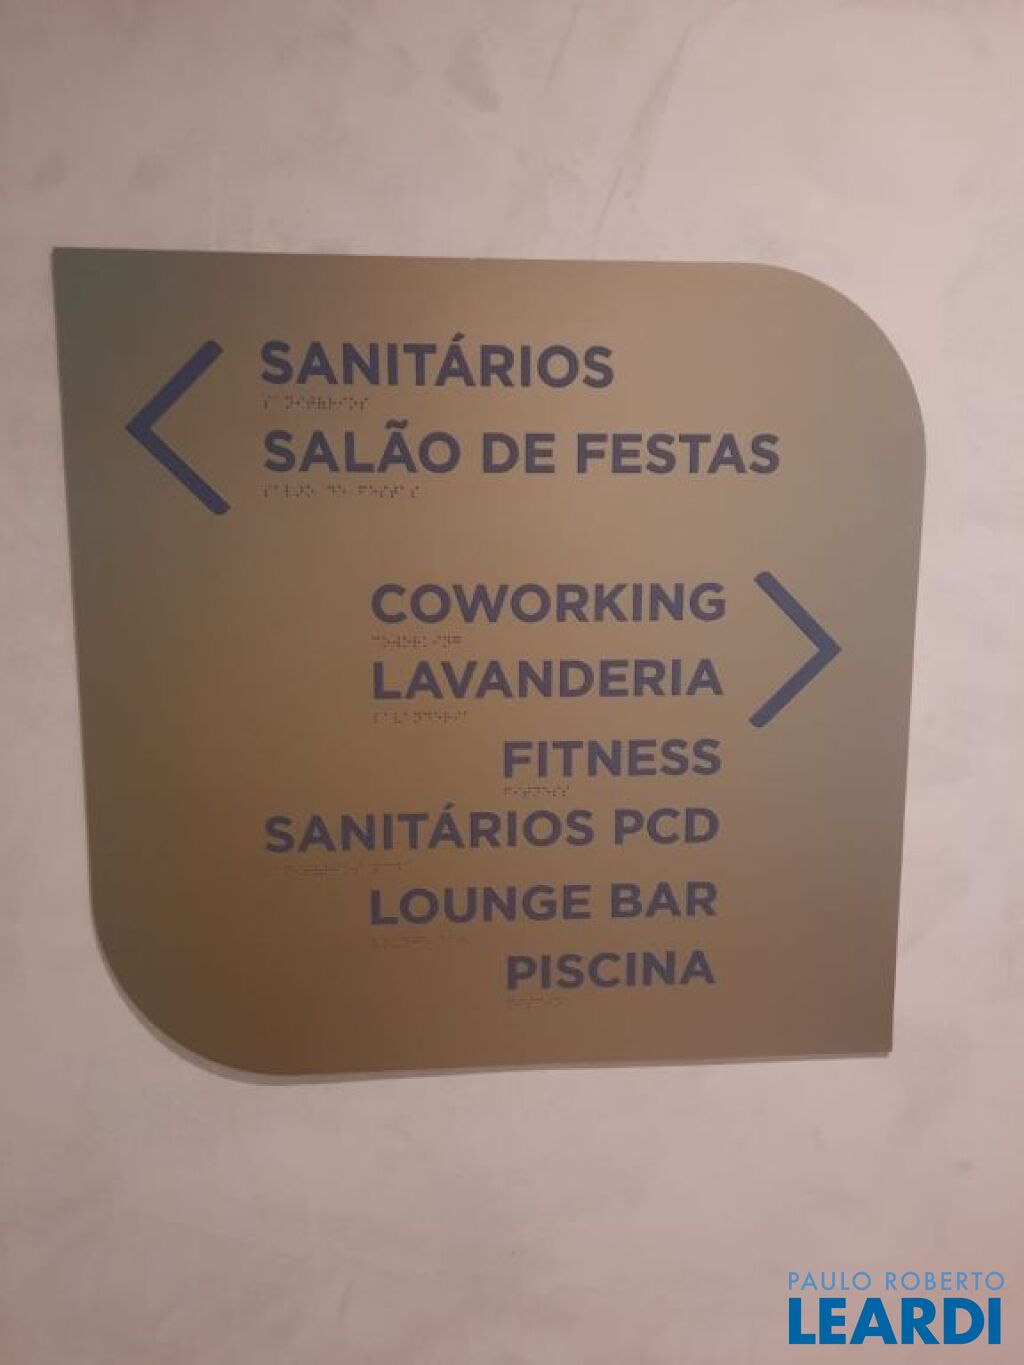 SANITÁRIOS
SALÃO DE FESTAS
COWORKING
LAVANDERIA
FITNESS
SANITÁRIOS PCD
LOUNGE BAR
PISCINA
PAULO ROBERTO
LEARDI